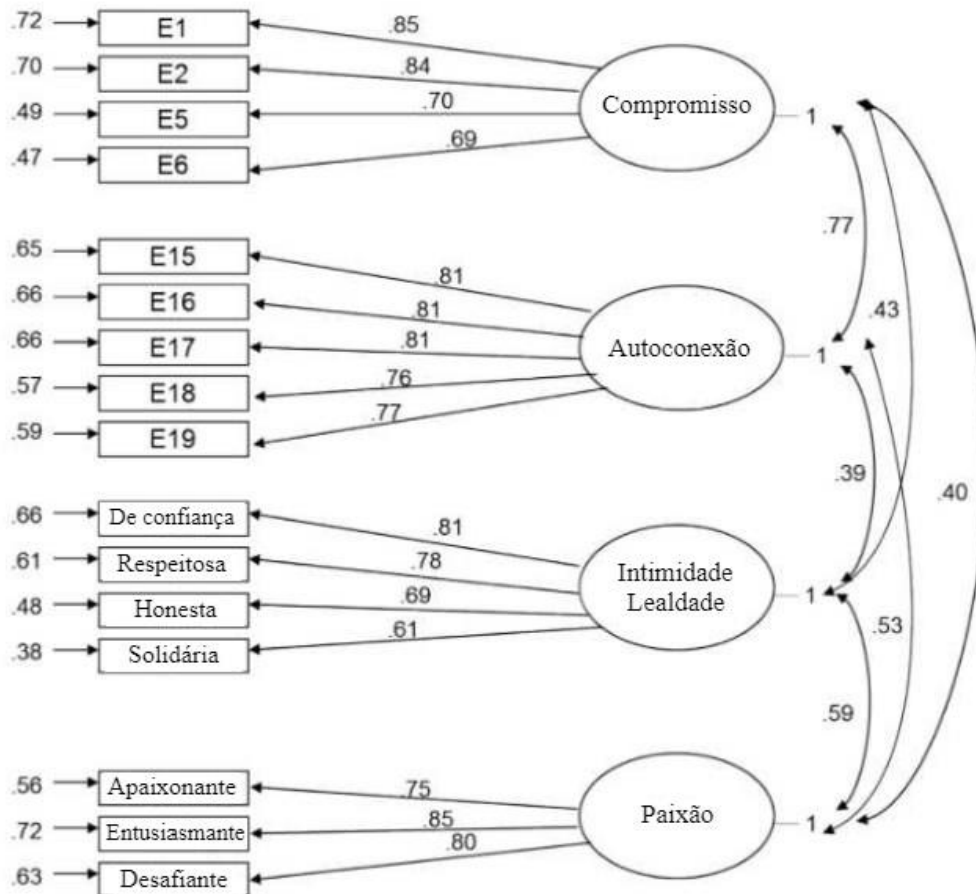 .72 E1 .85
.70 E2 .84
Compromisso 1
.49 E5 .70
.47 E6 .69
.77
.65 E15 .81
.66 E16 .81
.43
.66 E17 .81
Autoconexão 1
.57 E18 .76
.59 E19 .77
.39
.40
.66 De confiança .81
.61 Respeitosa .78
Intimidade
Lealdade 1
.48 Honesta .69
.53
.38 Solidária .61
.59
.56 Apaixonante .75
Paixão 1
.72 Entusiasmante .85
.63 Desafiante .80